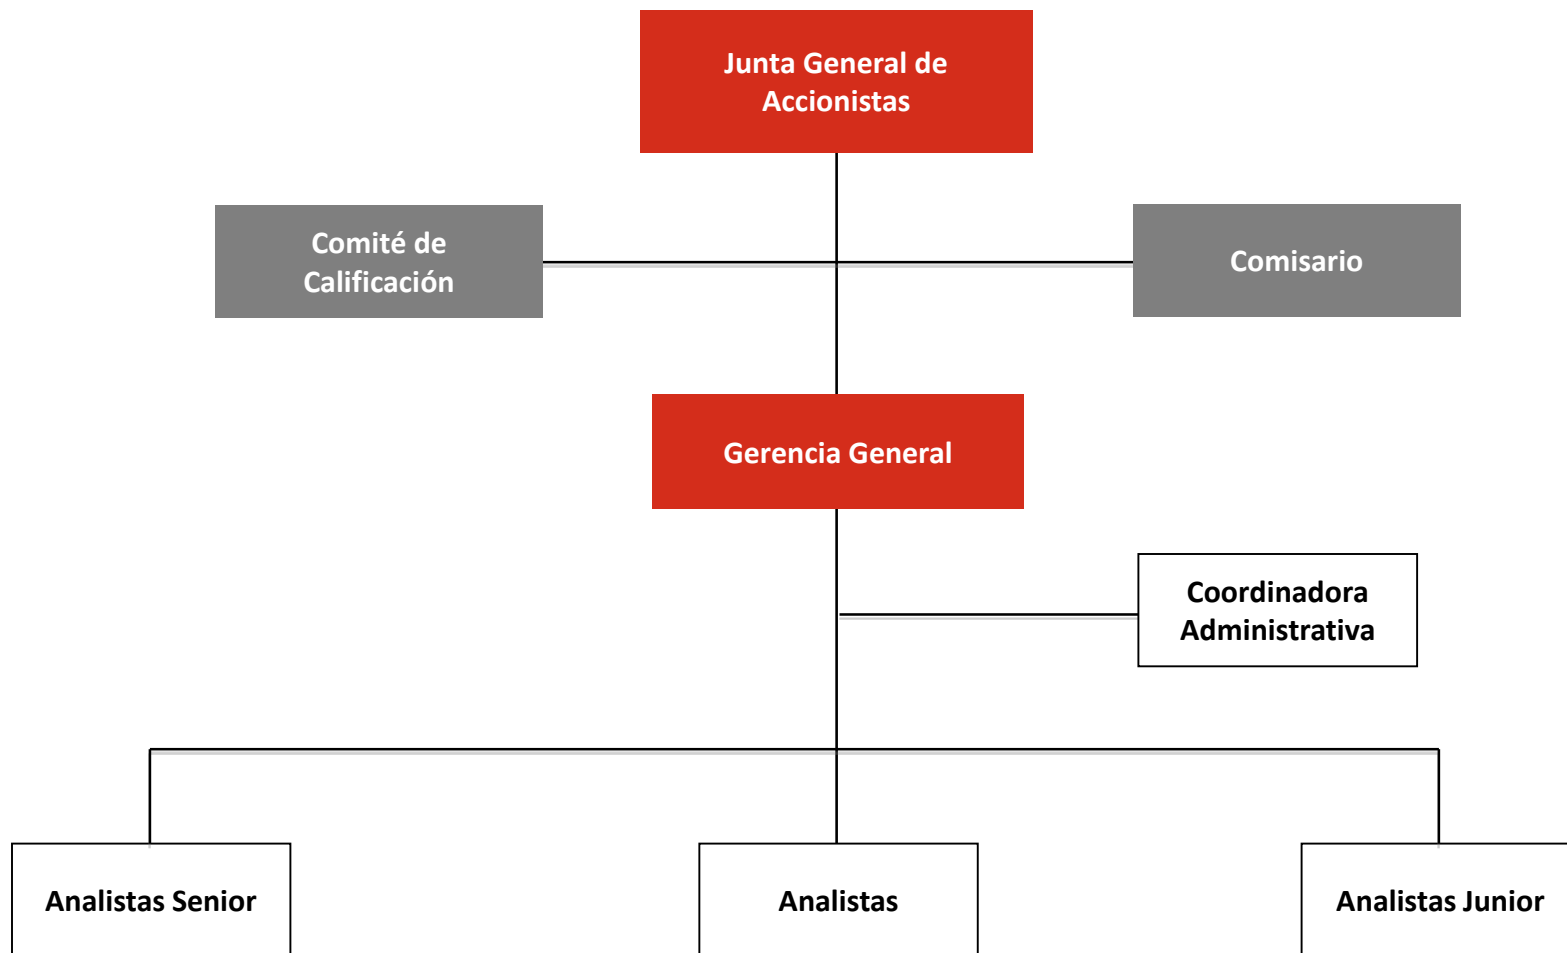 Junta General de
Accionistas
Comité de
Calificación
Comisario
Gerencia General
Coordinadora
Administrativa
Analistas Senior
Analistas
Analistas Junior